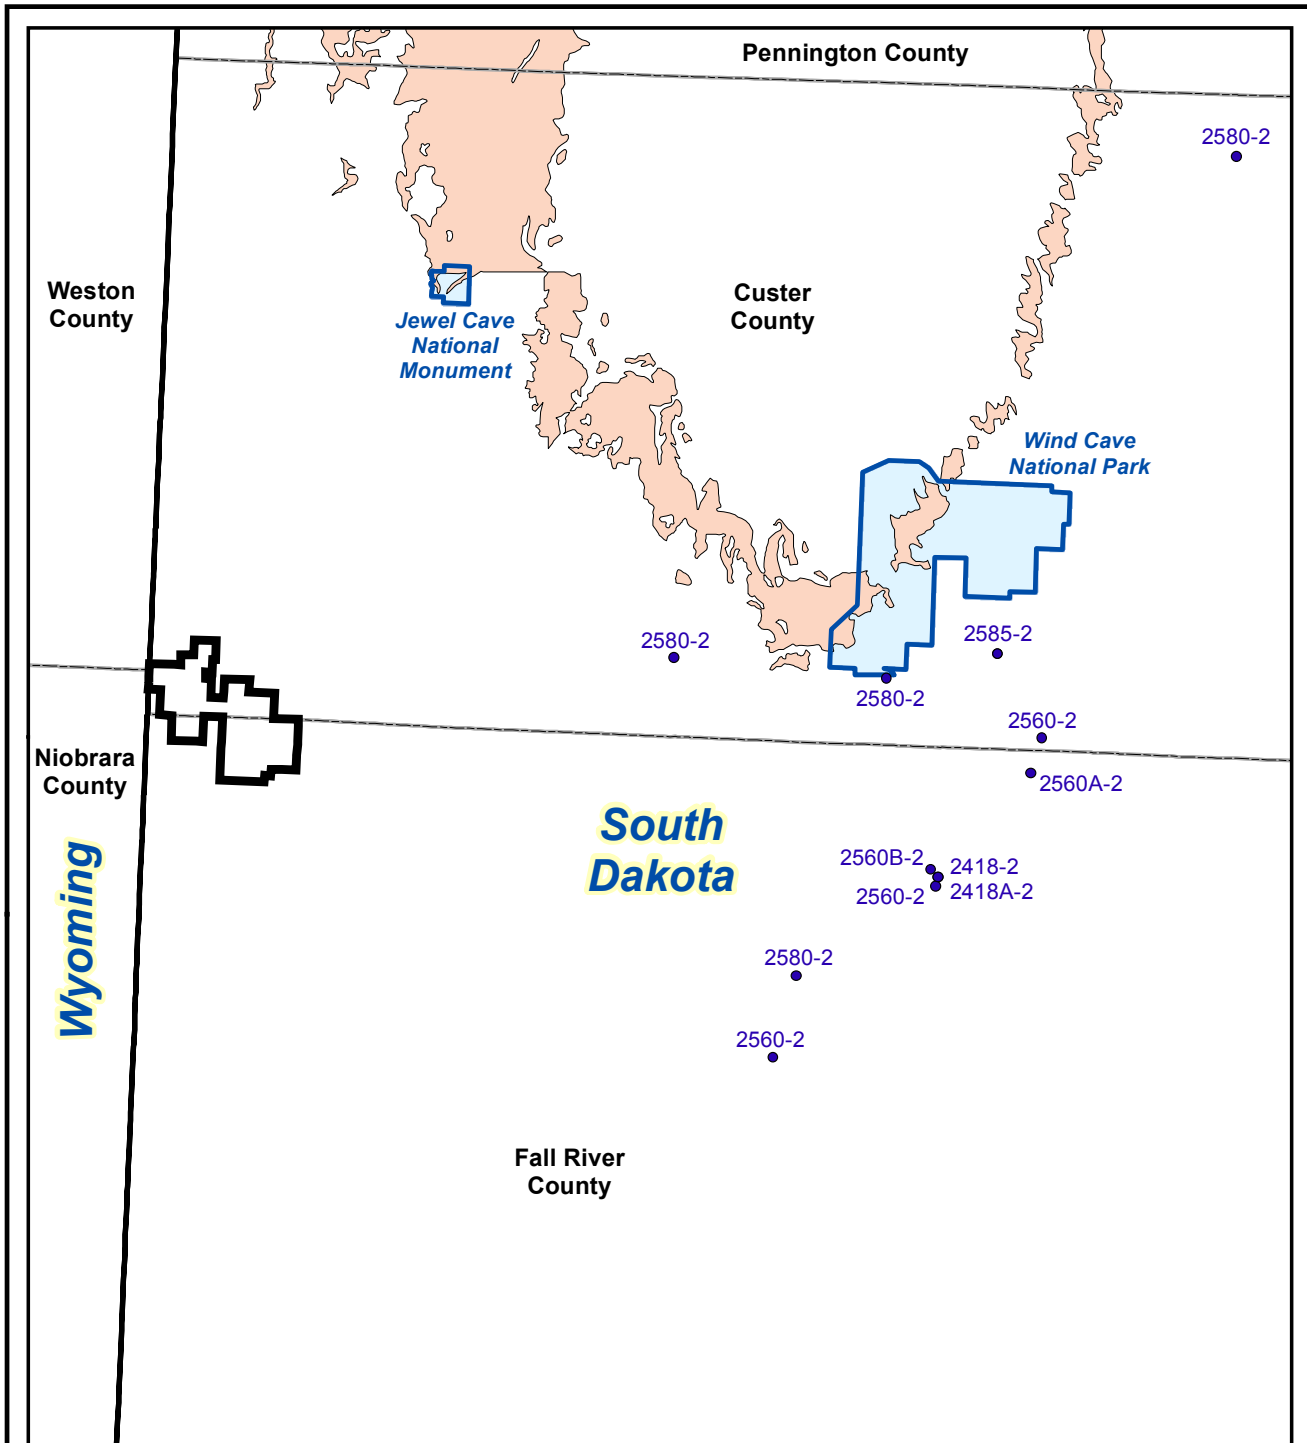 Pennington County
2580-2
Weston
County
Custer
County
Jewel Cave
National
Monument
Wind Cave
National Park
2580-2
2585-2
2580-2
2560-2
Niobrara
County
2560A-2
South
Dakota
Wyoming
2560B-2
2418-2
2560-2
2418A-2
2580-2
2560-2
Fall River
County